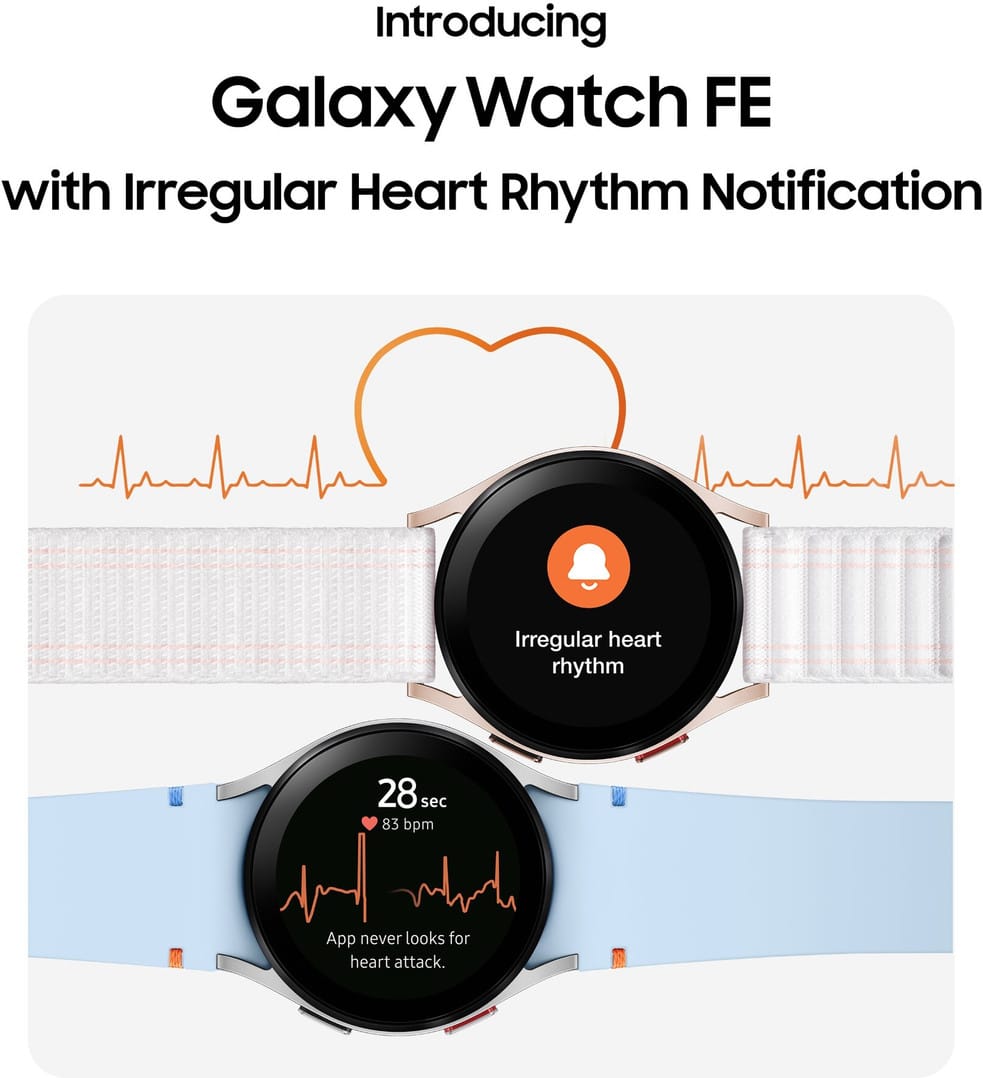 Introducing
Galaxy Watch FE
with Irregular Heart Rhythm Notification
Irregular heart
rhythm
28 sec
83 bpm
App never looks for
heart attack.